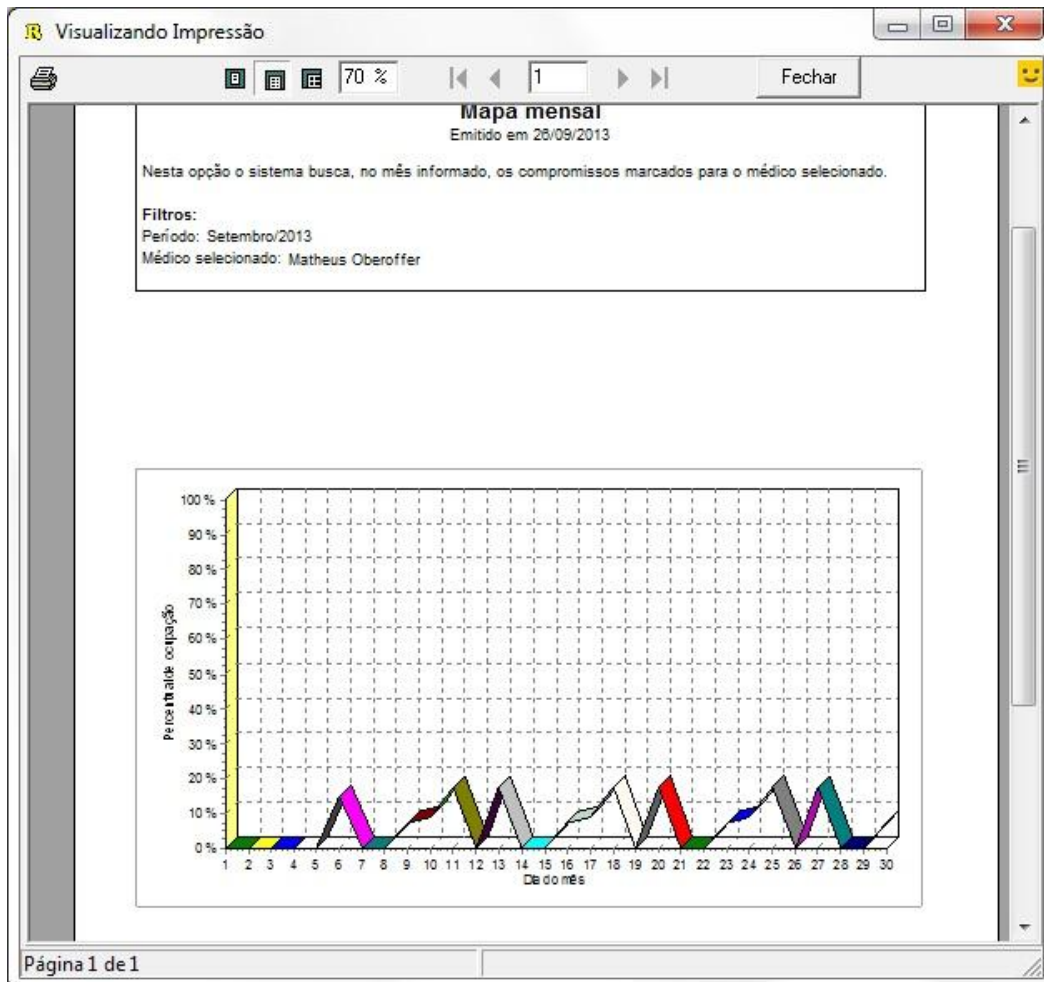 Visualizando Impressão
70 %
1
Fechar
Mapa mensal
Emitido em 26/09/2013
Nesta opção o sistema busca, no mês informado, os compromissos marcados para o médico selecionado.
Filtros:
Período: Setembro/2013
Médico selecionado: Matheus Oberoffer
100 %
90 %
80 %
70 %
60 %
50 %
40 %
30 %
20 %
10 %
0 %
Percentual de ocupação
1 2 3 4 5 6 7 8 9 10 11 12 13 14 15 16 17 18 19 20 21 22 23 24 25 26 27 28 29 30
Dia do mês
Página 1 de 1